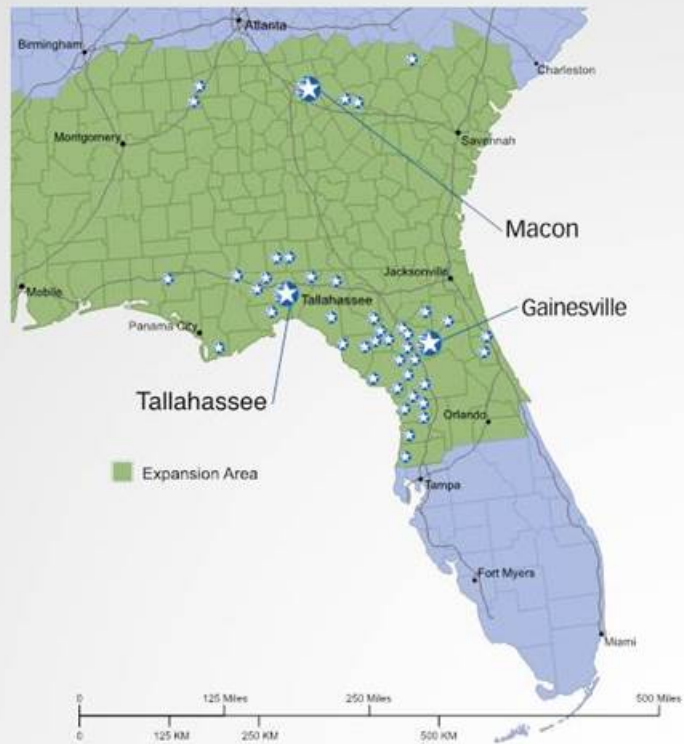 Atlanta
Birmingham
Charleston
Montgomery
Savannah
Macon
Jacksonville
Mobile
Tallahassee
Gainesville
Panama City
Tallahassee
Orlando
Expansion Area
Tampa
Fort Myers
Miami
0 125 Miles 250 Miles 500 Miles
0 125 KM 250 KM 500 KM